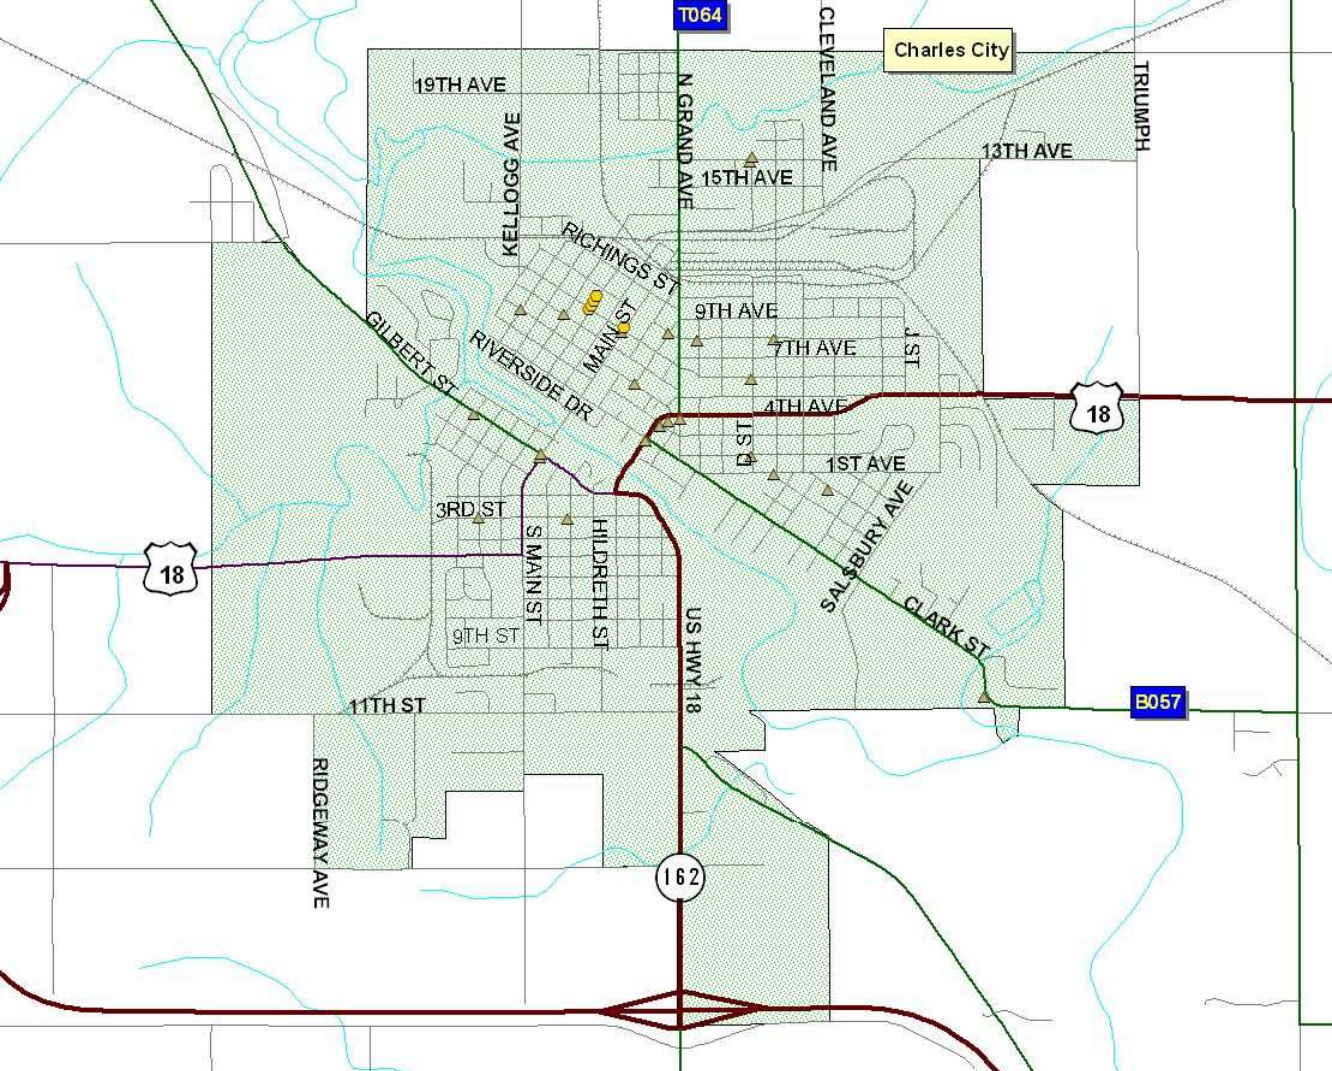 T064
CLEVELAND AVE
Charles City
19TH AVE
N GRAND AVE
TRIUMPH
KELLOGG AVE
13TH AVE
15TH AVE
RICHINGS ST
MAIN ST
9TH AVE
GILBERT ST
RIVERSIDE DR
7TH AVE
J ST
4TH AVE
18
D ST
1ST AVE
3RD ST
SALSBURY AVE
S MAIN ST
HILDRETH ST
18
CLARK ST
9TH ST
US HWY 18
11TH ST
B057
RIDGEWAY AVE
162